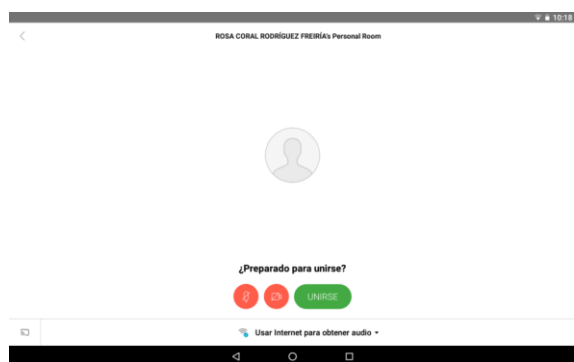 10:18
ROSA CORAL RODRÍGUEZ FREIRÍA's Personal Room
¿Preparado para unirse?
UNIRSE
Usar Internet para obtener audio